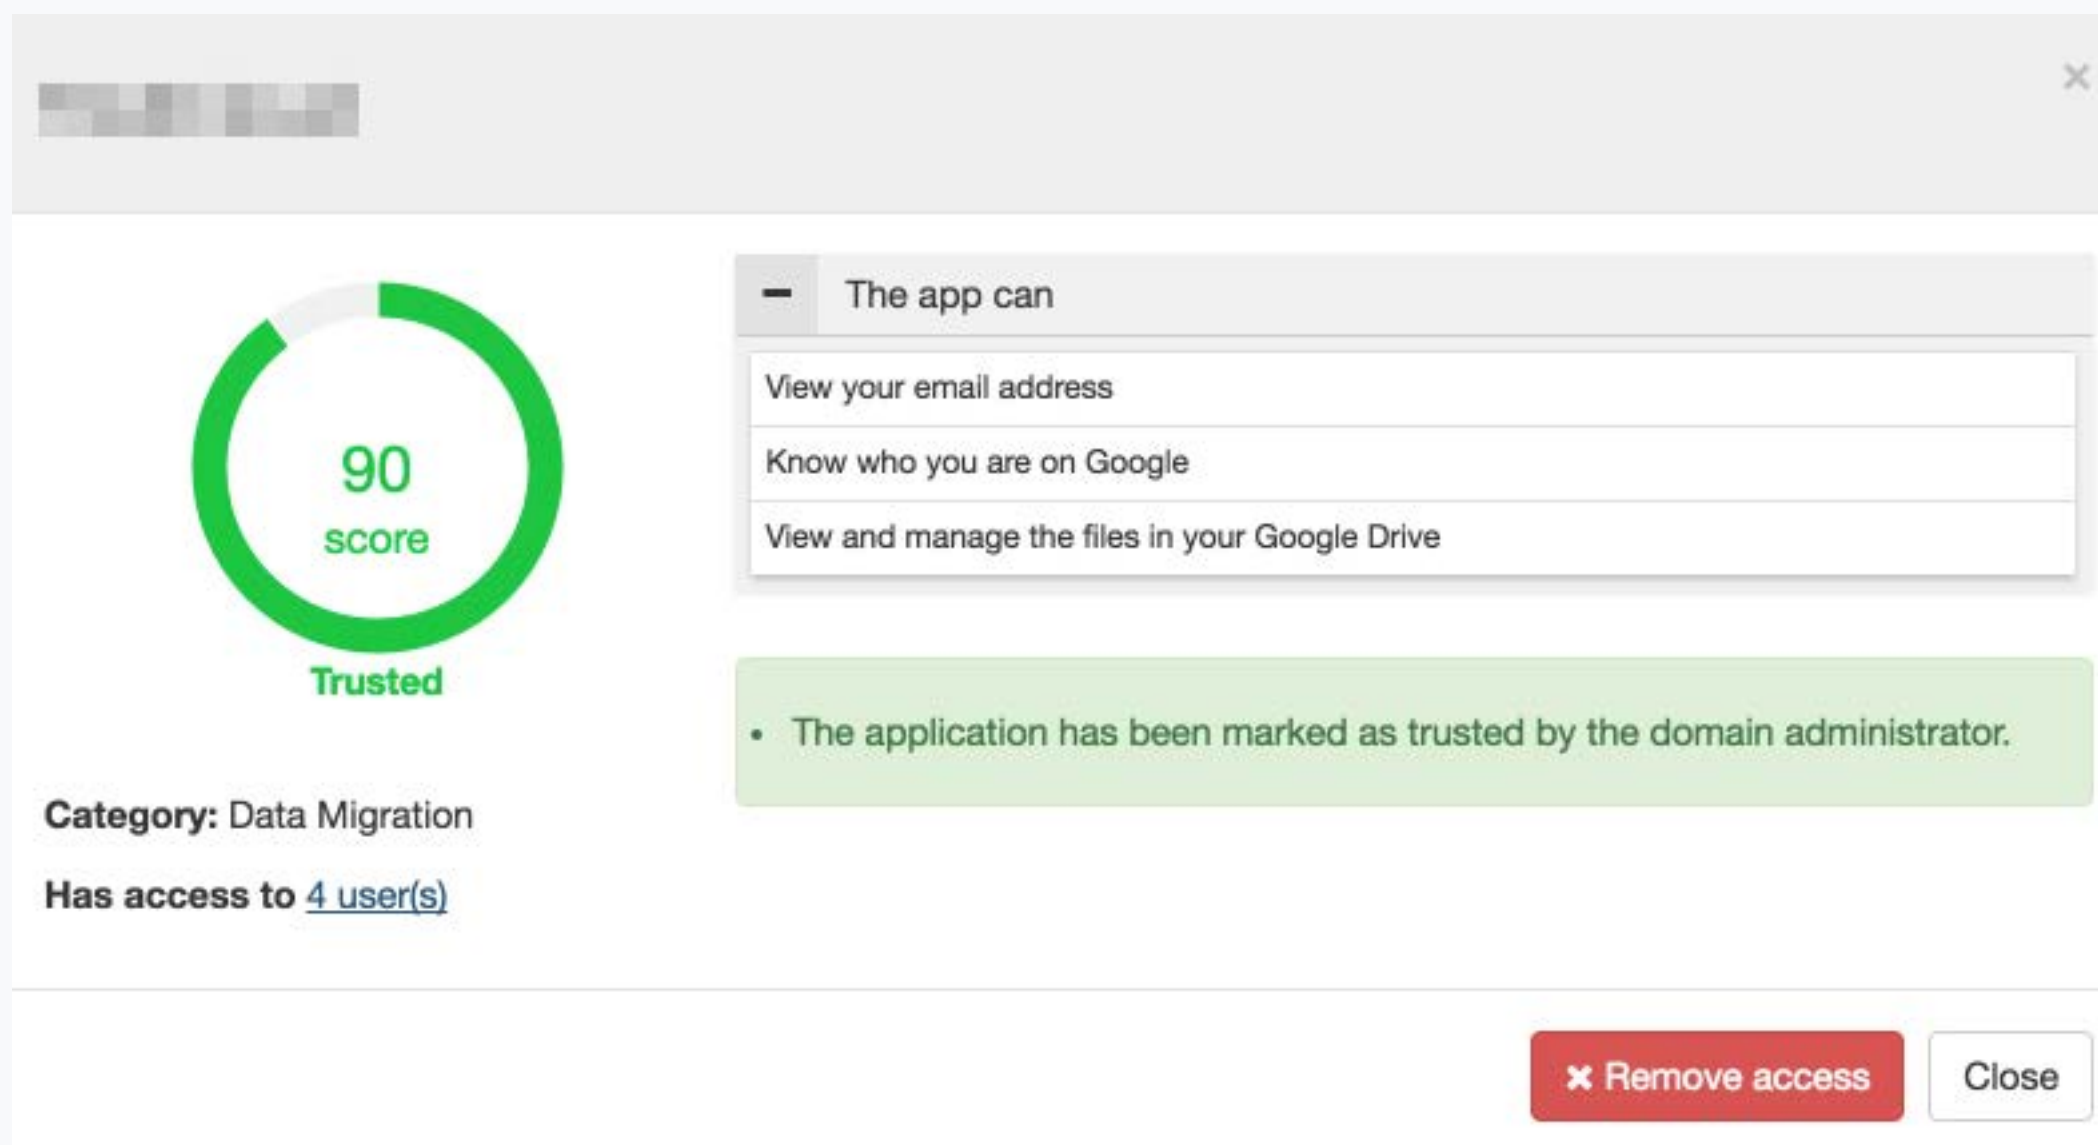 ×
90
score
Trusted
Category: Data Migration
Has access to 4 user(s)
− The app can
View your email address
Know who you are on Google
View and manage the files in your Google Drive
• The application has been marked as trusted by the domain administrator.
✖ Remove access
Close